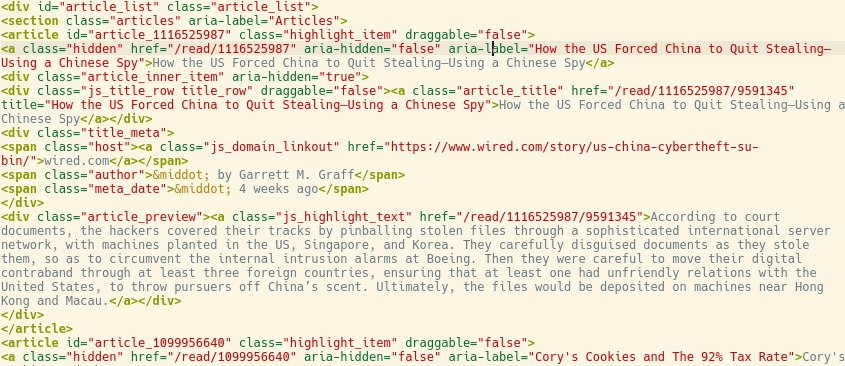 <div id="article_list" class="article_list">
<section class="articles" aria-label="Articles">
<article id="article_1116525987" class="highlight_item" draggable="false">
<a class="hidden" href="/read/1116525987" aria-hidden="false" aria-label="How the US Forced China to Quit Stealing—
Using a Chinese Spy">How the US Forced China to Quit Stealing—Using a Chinese Spy</a>
<div class="article_inner_item" aria-hidden="true">
<div class="js_title_row title_row" draggable="false"><a class="article_title" href="/read/1116525987/9591345"
title="How the US Forced China to Quit Stealing—Using a Chinese Spy">How the US Forced China to Quit Stealing—Using a
Chinese Spy</a></div>
<div class="title_meta">
<span class="host"><a class="js_domain_linkout" href="https://www.wired.com/story/us-china-cybertheft-su-
bin/">wired.com</a></span>
<span class="author">&middot; by Garrett M. Graff</span>
<span class="meta_date">&middot; 4 weeks ago</span>
</div>
<div class="article_preview"><a class="js_highlight_text" href="/read/1116525987/9591345">According to court
documents, the hackers covered their tracks by pinballing stolen files through a sophisticated international server
network, with machines planted in the US, Singapore, and Korea. They carefully disguised documents as they stole
them, so as to circumvent the internal intrusion alarms at Boeing. Then they were careful to move their digital
contraband through at least three foreign countries, ensuring that at least one had unfriendly relations with the
United States, to throw pursuers off China’s scent. Ultimately, the files would be deposited on machines near Hong
Kong and Macau.</a></div>
</div>
</article>
<article id="article_1099956640" class="highlight_item" draggable="false">
<a class="hidden" href="/read/1099956640" aria-hidden="false" aria-label="Cory's Cookies and The 92% Tax Rate">Cory's